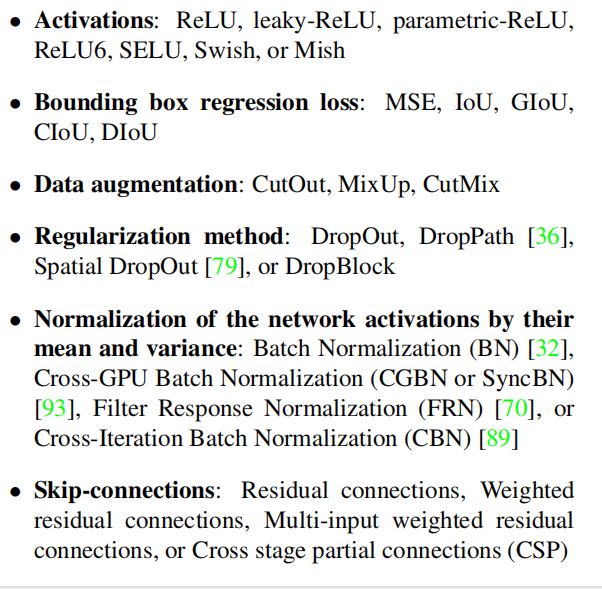 • Activations: ReLU, leaky-ReLU, parametric-ReLU,
ReLU6, SELU, Swish, or Mish
• Bounding box regression loss: MSE, IoU, GIoU,
CIoU, DIoU
• Data augmentation: CutOut, MixUp, CutMix
• Regularization method: DropOut, DropPath [36],
Spatial DropOut [79], or DropBlock
• Normalization of the network activations by their
mean and variance: Batch Normalization (BN) [32],
Cross-GPU Batch Normalization (CGBN or SyncBN)
[93], Filter Response Normalization (FRN) [70], or
Cross-Iteration Batch Normalization (CBN) [89]
• Skip-connections: Residual connections, Weighted
residual connections, Multi-input weighted residual
connections, or Cross stage partial connections (CSP)